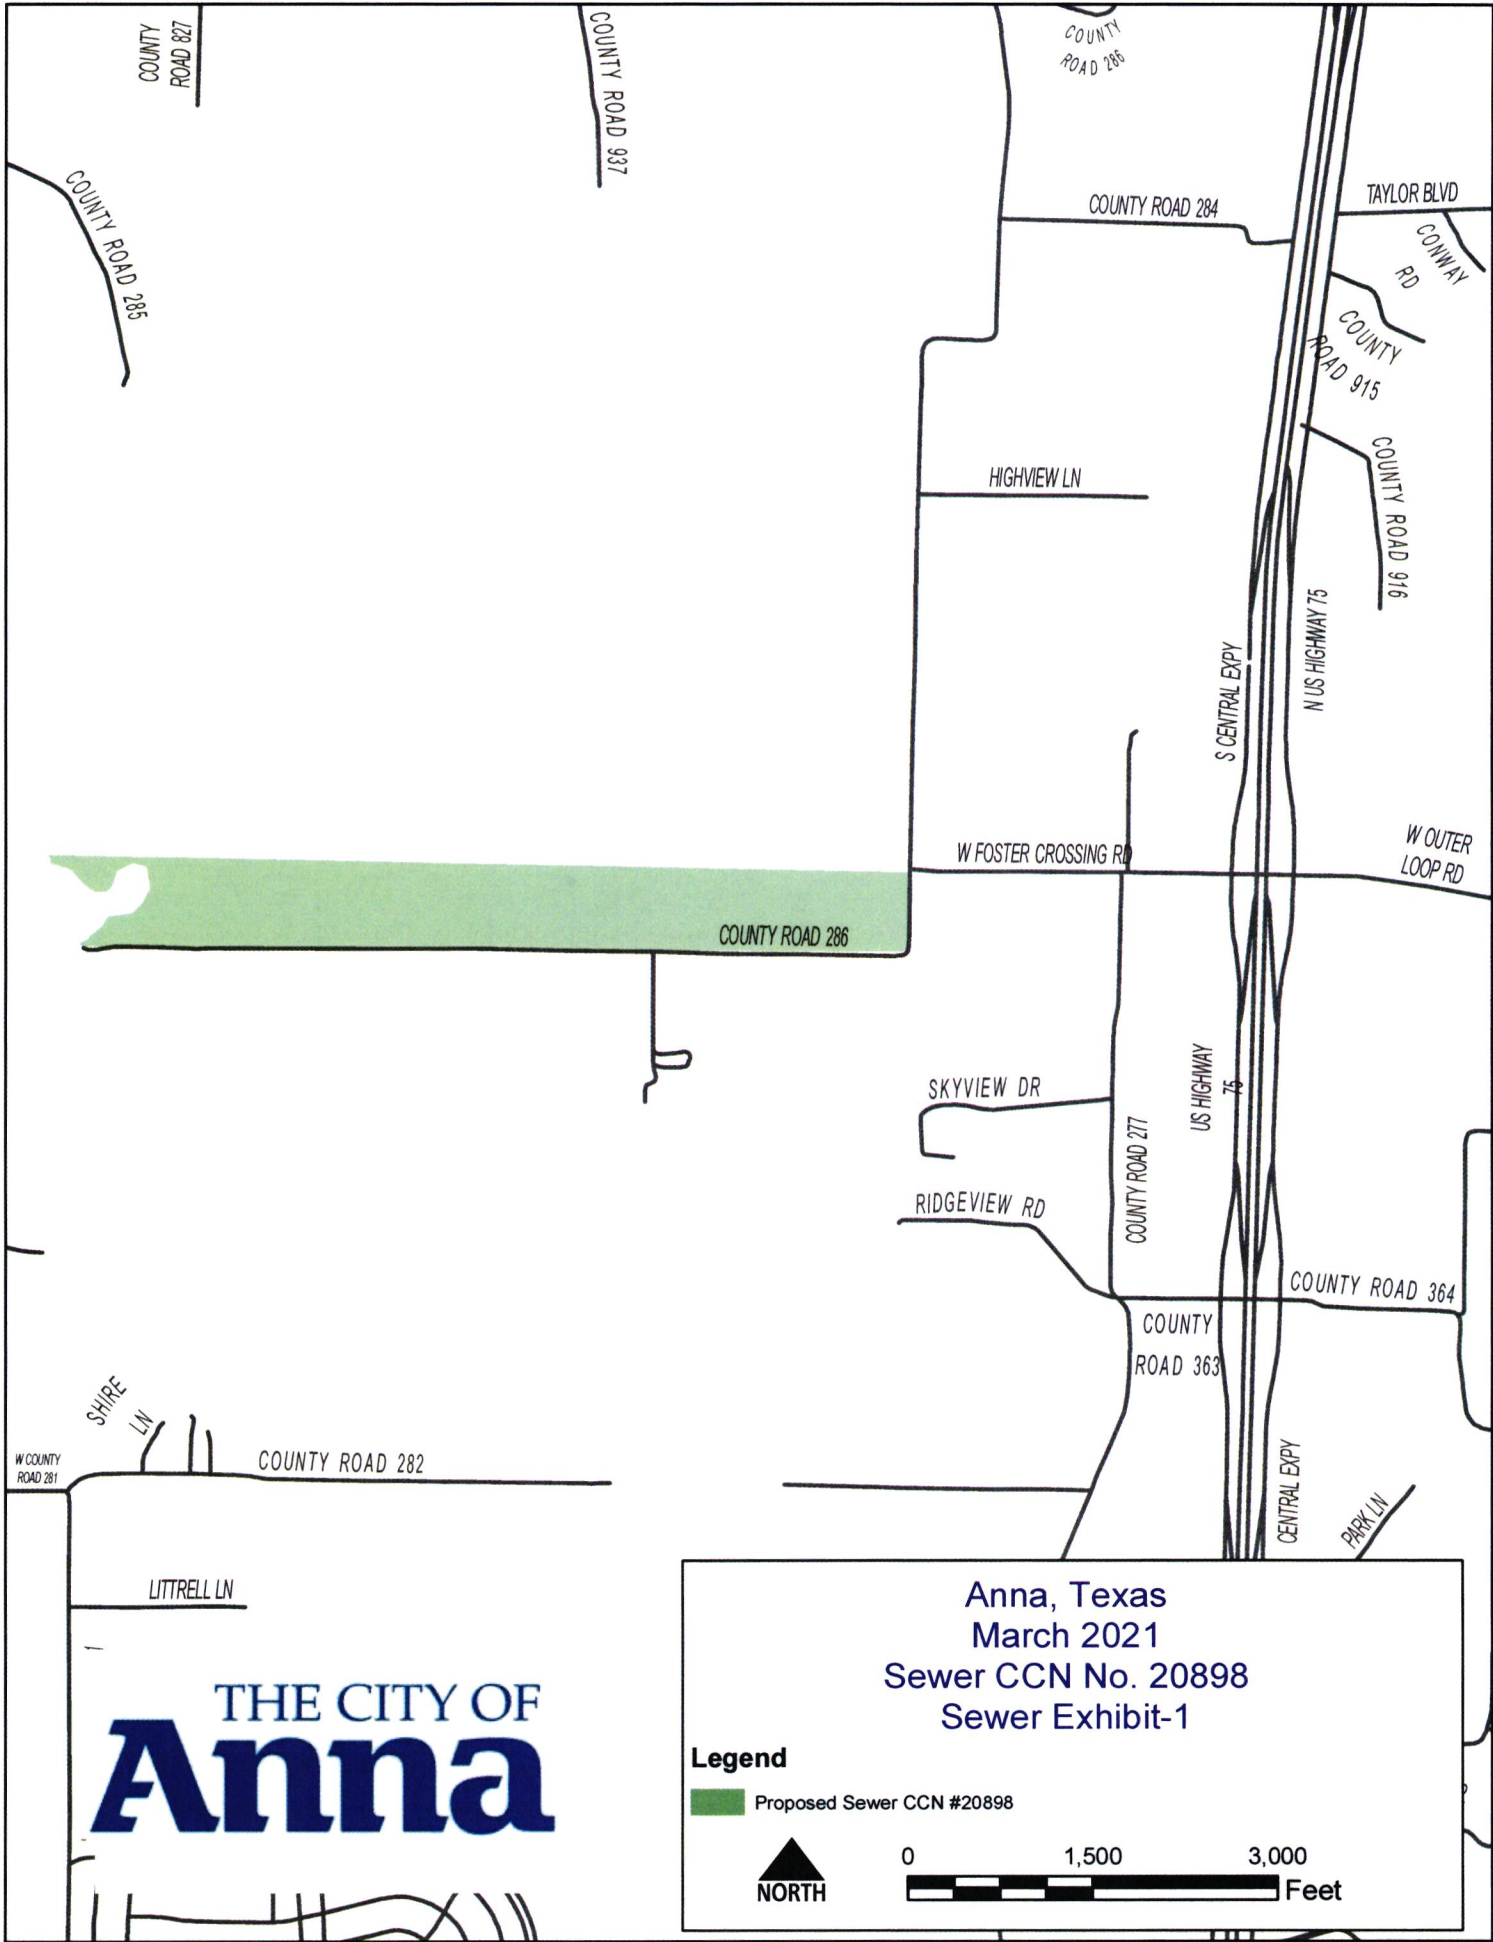 COUNTY
ROAD 827
COUNTY ROAD 937
COUNTY
ROAD 286
COUNTY ROAD 285
COUNTY ROAD 284
TAYLOR BLVD
CONWAY
RD
COUNTY
ROAD 915
HIGHVIEW LN
COUNTY ROAD 916
S CENTRAL EXPY
N US HIGHWAY 75
W FOSTER CROSSING RD
W OUTER
LOOP RD
COUNTY ROAD 286
SKYVIEW DR
US HIGHWAY
75
COUNTY ROAD 277
RIDGEVIEW RD
COUNTY ROAD 364
COUNTY
ROAD 363
SHIRE
LN
W COUNTY
ROAD 281
COUNTY ROAD 282
CENTRAL EXPY
PARK LN
LITTRELL LN
THE CITY OF
Anna
Anna, Texas
March 2021
Sewer CCN No. 20898
Sewer Exhibit-1
Legend
Proposed Sewer CCN #20898
NORTH
0 1,500 3,000
Feet